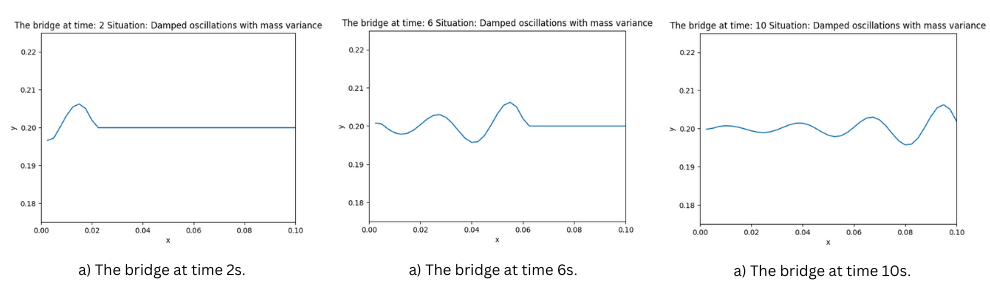 The bridge at time: 2 Situation: Damped oscillations with mass variance
0.22
0.21
0.20
0.19
0.18
y
0.00 0.02 0.04 0.06 0.08 0.10
x
a) The bridge at time 2s.
The bridge at time: 6 Situation: Damped oscillations with mass variance
0.22
0.21
0.20
0.19
0.18
y
0.00 0.02 0.04 0.06 0.08 0.10
x
a) The bridge at time 6s.
The bridge at time: 10 Situation: Damped oscillations with mass variance
0.22
0.21
0.20
0.19
0.18
y
0.00 0.02 0.04 0.06 0.08 0.10
x
a) The bridge at time 10s.